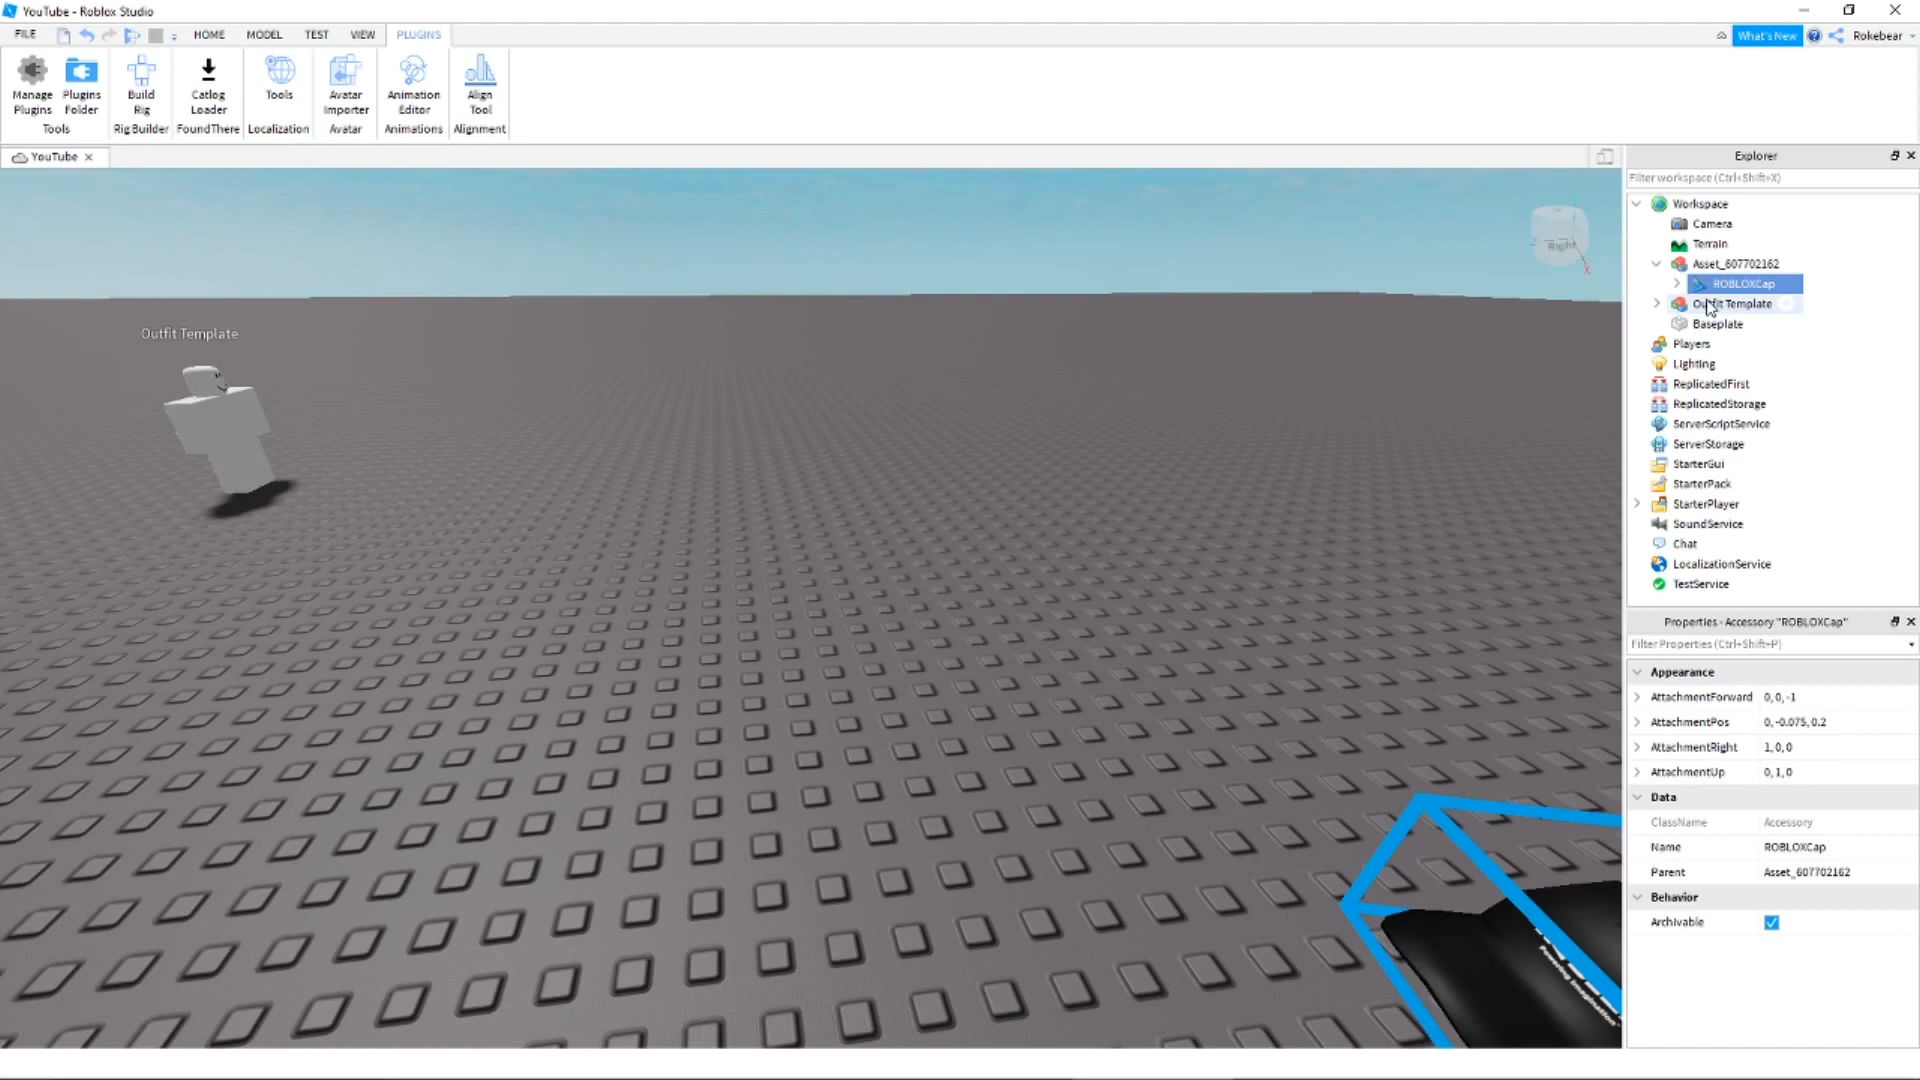 YouTube - Roblox Studio
FILE
HOME
MODEL
TEST
VIEW
PLUGINS
What's New
Rokebear
Manage Plugins
Plugins Folder
Build Rig
Catlog Loader
Tools
Avatar Importer
Animation Editor
Align Tool
Tools
Rig Builder
FoundThere
Localization
Avatar
Animations
Alignment
YouTube
Outfit Template
Right
Powering Imagination
Explorer
Filter workspace (Ctrl+Shift+X)
Workspace
Camera
Terrain
Asset_607702162
ROBLOXCap
Outfit Template
Baseplate
Players
Lighting
ReplicatedFirst
ReplicatedStorage
ServerScriptService
ServerStorage
StarterGui
StarterPack
StarterPlayer
SoundService
Chat
LocalizationService
TestService
Properties - Accessory "ROBLOXCap"
Filter Properties (Ctrl+Shift+P)
Appearance
AttachmentForward 0, 0, -1
AttachmentPos 0, -0.075, 0.2
AttachmentRight 1, 0, 0
AttachmentUp 0, 1, 0
Data
ClassName Accessory
Name ROBLOXCap
Parent Asset_607702162
Behavior
Archivable